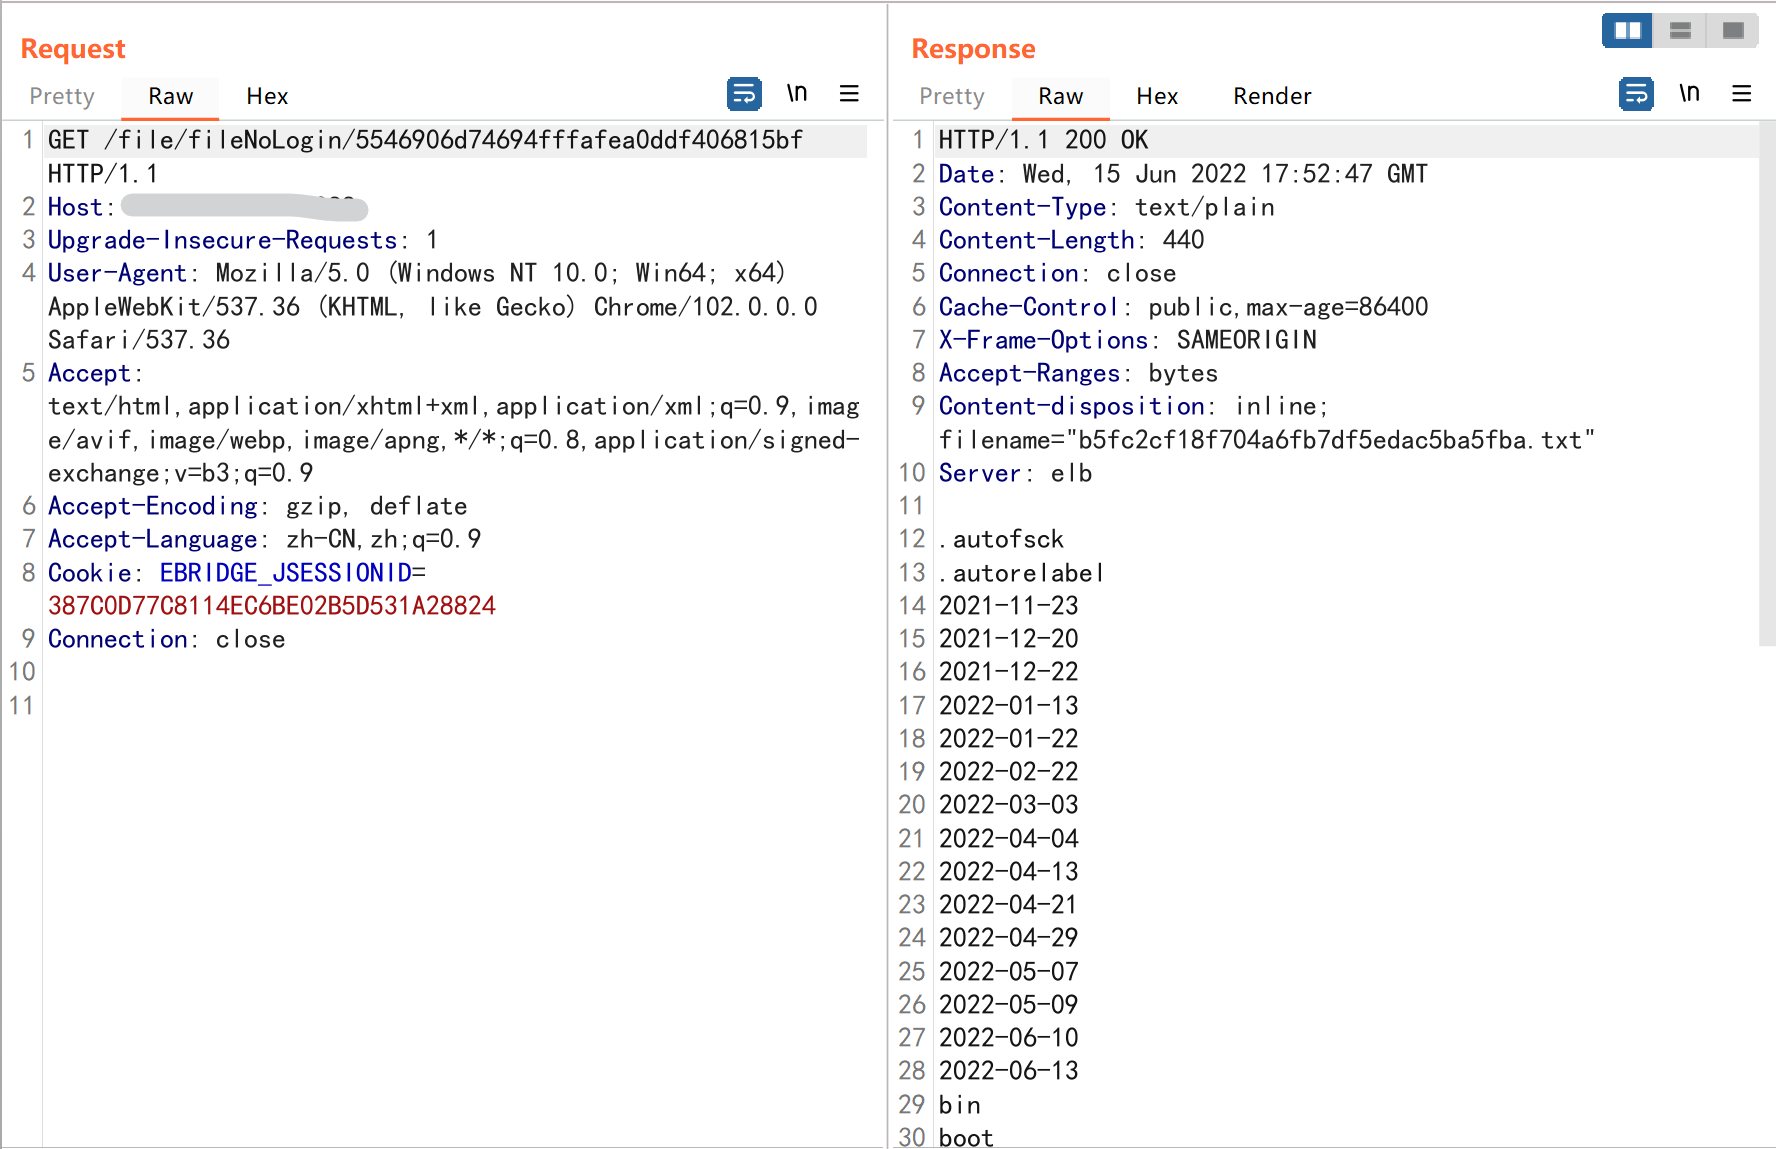 Request
Pretty Raw Hex \n
1 GET /file/fileNoLogin/5546906d74694fffafea0ddf406815bf
HTTP/1.1
2 Host:
3 Upgrade-Insecure-Requests: 1
4 User-Agent: Mozilla/5.0 (Windows NT 10.0; Win64; x64)
AppleWebKit/537.36 (KHTML, like Gecko) Chrome/102.0.0.0
Safari/537.36
5 Accept:
text/html,application/xhtml+xml,application/xml;q=0.9,imag
e/avif,image/webp,image/apng,*/*;q=0.8,application/signed-
exchange;v=b3;q=0.9
6 Accept-Encoding: gzip, deflate
7 Accept-Language: zh-CN,zh;q=0.9
8 Cookie: EBRIDGE_JSESSIONID=
387C0D77C8114EC6BE02B5D531A28824
9 Connection: close
10
11
Response
Pretty Raw Hex Render \n
1 HTTP/1.1 200 OK
2 Date: Wed, 15 Jun 2022 17:52:47 GMT
3 Content-Type: text/plain
4 Content-Length: 440
5 Connection: close
6 Cache-Control: public,max-age=86400
7 X-Frame-Options: SAMEORIGIN
8 Accept-Ranges: bytes
9 Content-disposition: inline;
filename="b5fc2cf18f704a6fb7df5edac5ba5fba.txt"
10 Server: elb
11
12 .autofsck
13 .autorelabel
14 2021-11-23
15 2021-12-20
16 2021-12-22
17 2022-01-13
18 2022-01-22
19 2022-02-22
20 2022-03-03
21 2022-04-04
22 2022-04-13
23 2022-04-21
24 2022-04-29
25 2022-05-07
26 2022-05-09
27 2022-06-10
28 2022-06-13
29 bin
30 boot